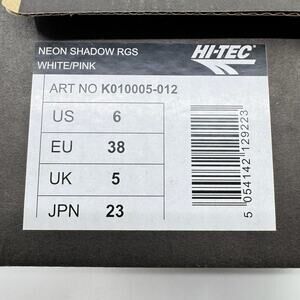 NEON SHADOW RGS
WHITE/PINK
HI-TEC
ART NO K010005-012
US 6
EU 38
UK 5
JPN 23
5 054142 129223